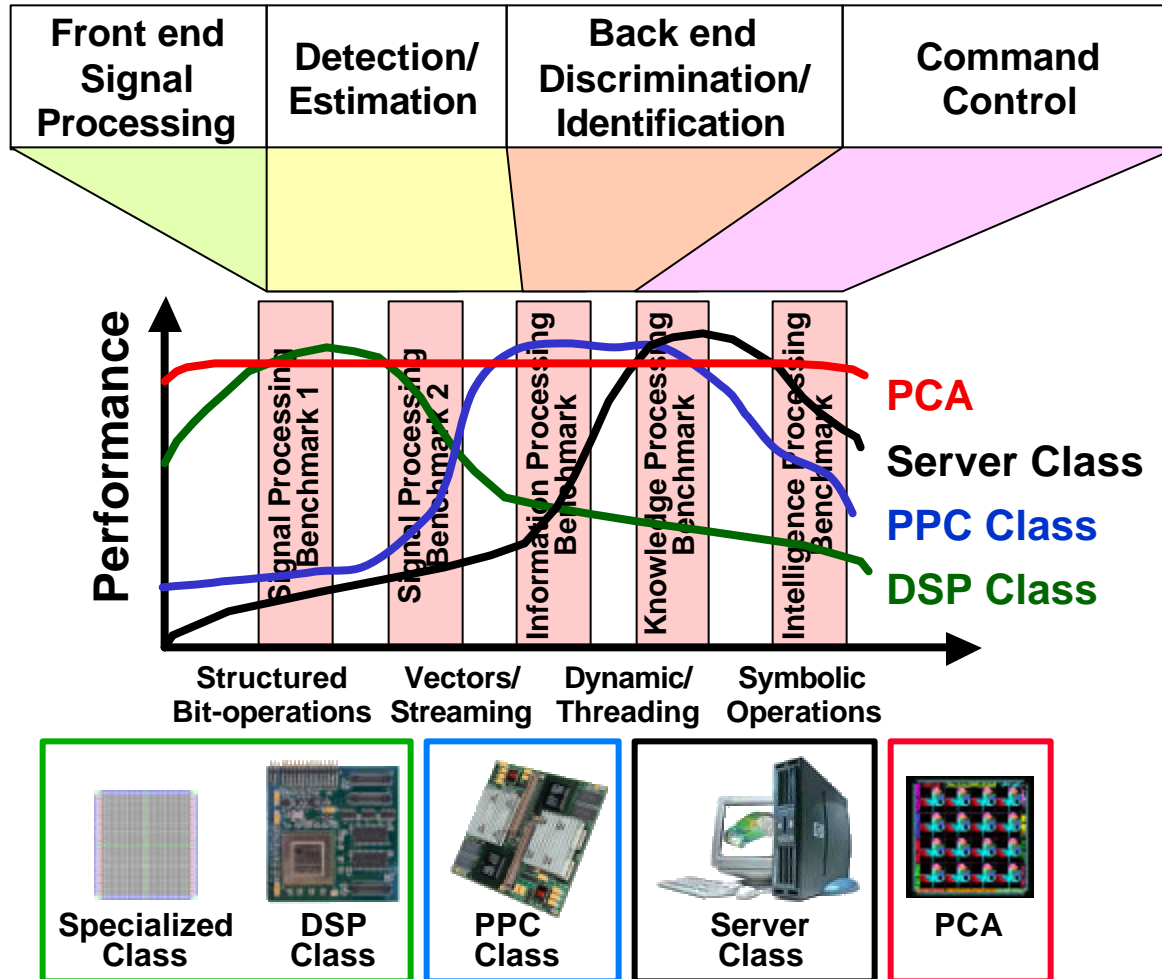 Front end
Signal
Processing
Detection/
Estimation
Back end
Discrimination/
Identification
Command
Control
Performance
Signal Processing
Benchmark 1
Signal Processing
Benchmark 2
Information Processing
Benchmark
Knowledge Processing
Benchmark
Intelligence Processing
Benchmark
PCA
Server Class
PPC Class
DSP Class
Structured
Bit-operations
Vectors/
Streaming
Dynamic/
Threading
Symbolic
Operations
Specialized
Class
DSP
Class
PPC
Class
Server
Class
PCA